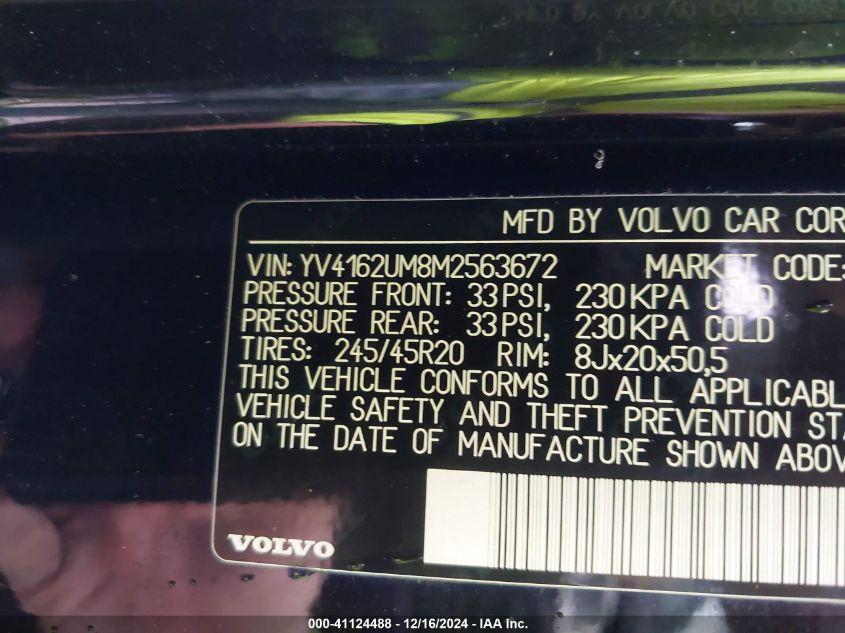 MFD BY VOLVO CAR COR
VIN: YV4162UM8M2563672 MARKET CODE:
PRESSURE FRONT: 33PSI, 230KPA COLD
PRESSURE REAR: 33PSI, 230KPA COLD
TIRES: 245/45R20 RIM: 8Jx20x50,5
THIS VEHICLE CONFORMS TO ALL APPLICABL
VEHICLE SAFETY AND THEFT PREVENTION STA
ON THE DATE OF MANUFACTURE SHOWN ABOV
VOLVO
000-41124488 - 12/16/2024 - IAA Inc.